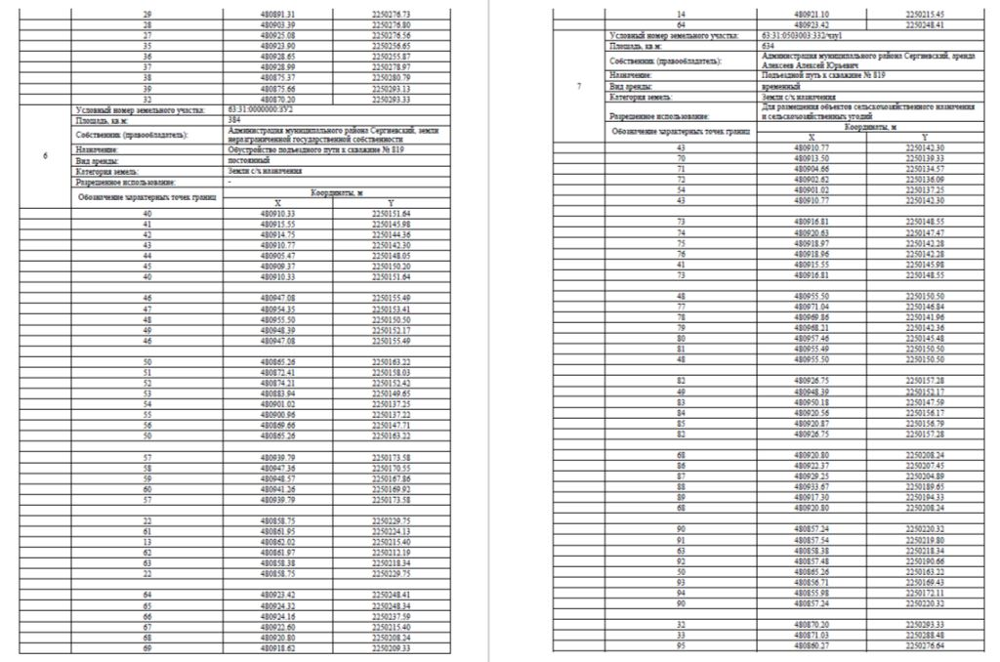 29 480891.31 2250276.73
28 480903.39 2250276.80
27 480925.08 2250276.56
35 480923.90 2250256.65
36 480928.65 2250255.87
37 480928.99 2250278.97
38 480875.37 2250280.79
39 480875.66 2250293.13
32 480870.20 2250293.33
6
Условный номер земельного участка: 63:31:0000000:ЗУ2
Площадь, кв.м: 384
Собственник (правообладатель): Администрация муниципального района Сергиевский, земли
неразграниченной государственной собственности
Назначение: Обустройство подъездного пути к скважине № 819
Вид аренды: постоянный
Категория земель: Земли с/х назначения
Разрешенное использование: -
Обозначение характерных точек границ Координаты, м
X Y
40 480910.33 2250151.64
41 480915.55 2250145.98
42 480914.75 2250144.36
43 480910.77 2250142.30
44 480905.47 2250148.05
45 480909.37 2250150.20
40 480910.33 2250151.64
46 480947.08 2250155.49
47 480954.35 2250153.41
48 480955.50 2250150.50
49 480948.39 2250152.17
46 480947.08 2250155.49
50 480865.26 2250163.22
51 480872.41 2250158.03
52 480874.21 2250152.42
53 480883.94 2250149.65
54 480901.02 2250137.25
55 480900.96 2250137.22
56 480869.66 2250147.71
50 480865.26 2250163.22
57 480939.79 2250173.58
58 480947.36 2250170.55
59 480948.57 2250167.86
60 480941.26 2250169.92
57 480939.79 2250173.58
22 480858.75 2250229.75
61 480861.95 2250224.13
13 480862.02 2250215.40
62 480861.97 2250212.19
63 480858.38 2250218.34
22 480858.75 2250229.75
64 480923.42 2250248.41
65 480924.32 2250248.34
66 480924.16 2250237.59
67 480922.60 2250215.40
68 480920.80 2250208.24
69 480918.62 2250209.33
14 480921.10 2250215.45
64 480923.42 2250248.41
7
Условный номер земельного участка: 63:31:0503003:332/чзу1
Площадь, кв.м: 634
Собственник (правообладатель): Администрация муниципального района Сергиевский, аренда
Алексеев Алексей Юрьевич
Назначение: Подъездной путь к скважине № 819
Вид аренды: временный
Категория земель: Земли с/х назначения
Разрешенное использование: Для размещения объектов сельскохозяйственного назначения
и сельскохозяйственных угодий
Обозначение характерных точек границ Координаты, м
X Y
43 480910.77 2250142.30
70 480913.50 2250139.33
71 480904.66 2250134.57
72 480902.62 2250136.09
54 480901.02 2250137.25
43 480910.77 2250142.30
73 480916.81 2250148.55
74 480920.63 2250147.47
75 480918.97 2250142.28
76 480918.96 2250142.28
41 480915.55 2250145.98
73 480916.81 2250148.55
48 480955.50 2250150.50
77 480971.04 2250146.84
78 480969.86 2250141.96
79 480968.21 2250142.36
80 480957.46 2250145.48
81 480955.49 2250150.50
48 480955.50 2250150.50
82 480926.75 2250157.28
49 480948.39 2250152.17
83 480950.18 2250147.59
84 480920.56 2250156.17
85 480920.87 2250156.79
82 480926.75 2250157.28
68 480920.80 2250208.24
86 480922.37 2250207.45
87 480929.25 2250204.89
88 480933.67 2250189.65
89 480917.30 2250194.33
68 480920.80 2250208.24
90 480857.24 2250220.32
91 480857.54 2250219.80
63 480858.38 2250218.34
92 480857.48 2250190.66
50 480865.26 2250163.22
93 480856.71 2250169.43
94 480855.98 2250172.11
90 480857.24 2250220.32
32 480870.20 2250293.33
33 480871.03 2250288.48
95 480860.27 2250276.64